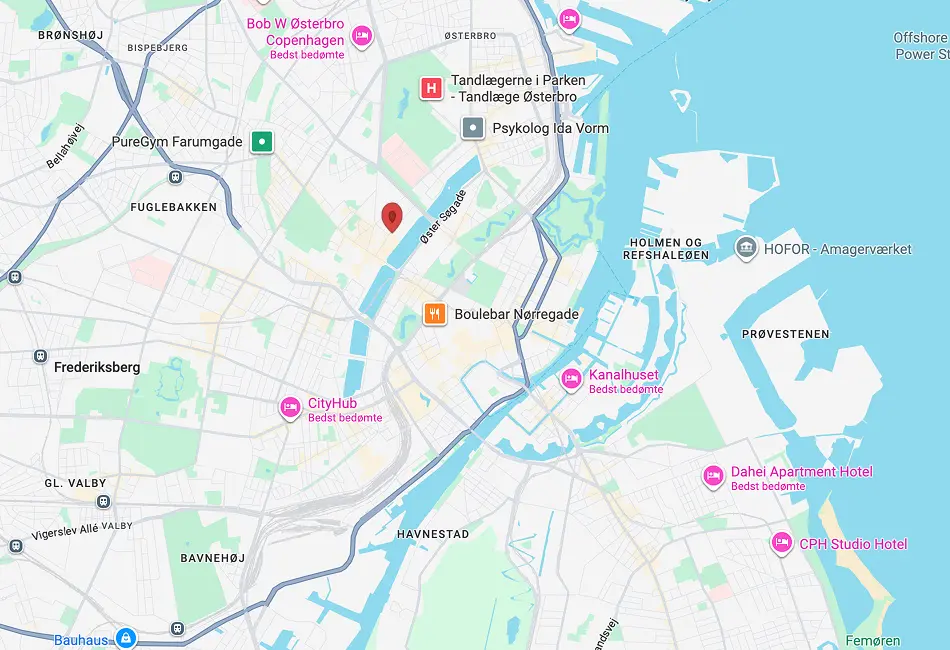 Bob W Østerbro
Copenhagen
Bedst bedømte
BRØNSHØJ
BISPEBJERG
ØSTERBRO
Offshore
Power St
Tandlægerne i Parken
- Tandlæge Østerbro
H
Psykolog Ida Vorm
PureGym Farumgade
Bellahøjvej
FUGLEBAKKEN
Øster Søgade
HOLMEN OG
REFSHALEØEN
HOFOR - Amagerværket
Boulebar Nørregade
PRØVESTENEN
Frederiksberg
Kanalhuset
Bedst bedømte
CityHub
Bedst bedømte
Dahei Apartment Hotel
Bedst bedømte
GL. VALBY
Vigerslev Allé
VALBY
HAVNESTAD
CPH Studio Hotel
BAVNEHØJ
Bauhaus
andsvej
Femøren